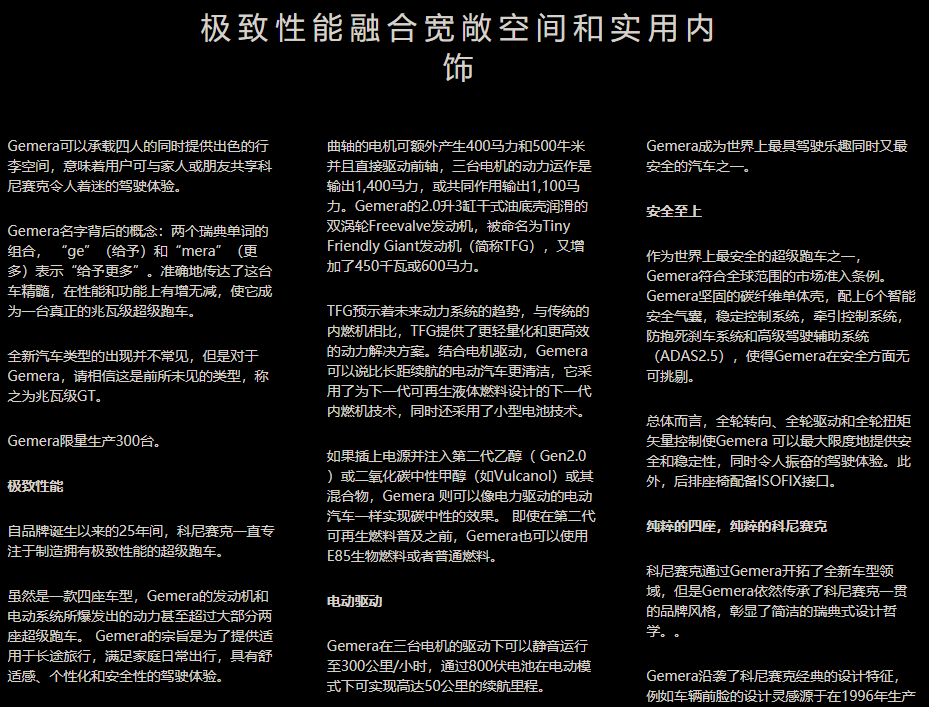 极致性能融合宽敞空间和实用内
饰
Gemera可以承载四人的同时提供出色的行
李空间，意味着用户可与家人或朋友共享科
尼赛克令人着迷的驾驶体验。
Gemera名字背后的概念：两个瑞典单词的
组合， “ge”（给予）和“mera”（更
多）表示“给予更多”。准确地传达了这台
车精髓，在性能和功能上有增无减，使它成
为一台真正的兆瓦级超级跑车。
全新汽车类型的出现并不常见，但是对于
Gemera，请相信这是前所未见的类型，称
之为兆瓦级GT。
Gemera限量生产300台。
极致性能
自品牌诞生以来的25年间，科尼赛克一直专
注于制造拥有极致性能的超级跑车。
虽然是一款四座车型，Gemera的发动机和
电动系统所爆发出的动力甚至超过大部分两
座超级跑车。 Gemera的宗旨是为了提供适
用于长途旅行，满足家庭日常出行，具有舒
适感、个性化和安全性的驾驶体验。
曲轴的电机可额外产生400马力和500牛米
并且直接驱动前轴，三台电机的动力运作是
输出1,400马力，或共同作用输出1,100马
力。Gemera的2.0升3缸干式油底壳润滑的
双涡轮Freevalve发动机，被命名为Tiny
Friendly Giant发动机（简称TFG），又增
加了450千瓦或600马力。
TFG预示着未来动力系统的趋势，与传统的
内燃机相比，TFG提供了更轻量化和更高效
的动力解决方案。结合电机驱动，Gemera
可以说比长距续航的电动汽车更清洁，它采
用了为下一代可再生液体燃料设计的下一代
内燃机技术，同时还采用了小型电池技术。
如果插上电源并注入第二代乙醇（ Gen2.0
）或二氧化碳中性甲醇（如Vulcanol）或其
混合物，Gemera 则可以像电力驱动的电动
汽车一样实现碳中性的效果。 即使在第二代
可再生燃料普及之前，Gemera也可以使用
E85生物燃料或者普通燃料。
电动驱动
Gemera在三台电机的驱动下可以静音运行
至300公里/小时，通过800伏电池在电动模
式下可实现高达50公里的续航里程。
Gemera成为世界上最具驾驶乐趣同时又最
安全的汽车之一。
安全至上
作为世界上最安全的超级跑车之一，
Gemera符合全球范围的市场准入条例。
Gemera坚固的碳纤维单体壳，配上6个智能
安全气囊，稳定控制系统，牵引控制系统，
防抱死刹车系统和高级驾驶辅助系统
（ADAS2.5），使得Gemera在安全方面无
可挑剔。
总体而言，全轮转向、全轮驱动和全轮扭矩
矢量控制使Gemera 可以最大限度地提供安
全和稳定性，同时令人振奋的驾驶体验。此
外，后排座椅配备ISOFIX接口。
纯粹的四座，纯粹的科尼赛克
科尼赛克通过Gemera开拓了全新车型领
域，但是Gemera依然传承了科尼赛克一贯
的品牌风格，彰显了简洁的瑞典式设计哲
学。。
Gemera沿袭了科尼赛克经典的设计特征，
例如车辆前脸的设计灵感源于在1996年生产